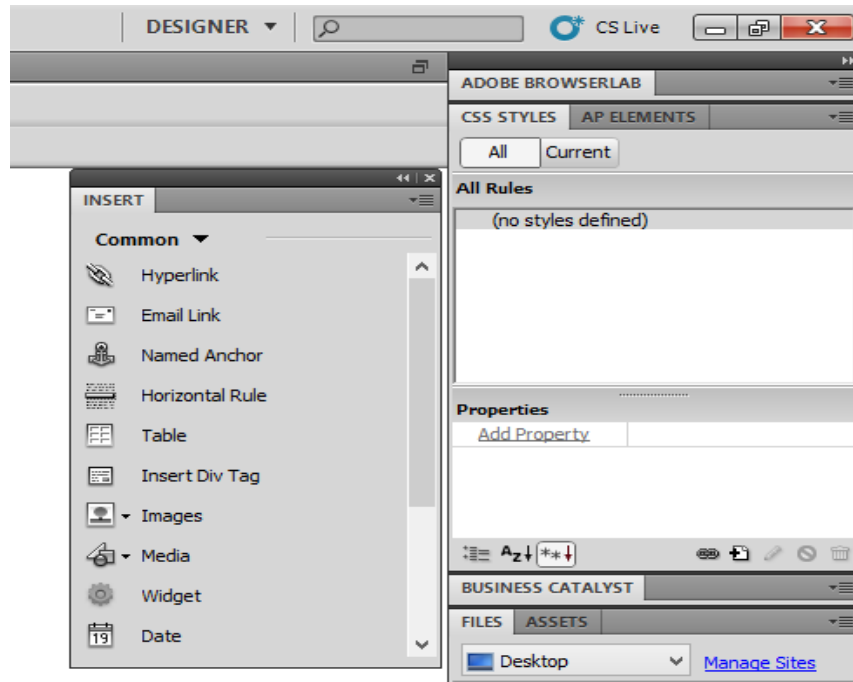 DESIGNER
CS Live
ADOBE BROWSERLAB
CSS STYLES AP ELEMENTS
All Current
All Rules
(no styles defined)
INSERT
Common
Hyperlink
Email Link
Named Anchor
Horizontal Rule
Table
Insert Div Tag
Images
Media
Widget
19 Date
Properties
Add Property
AZ
BUSINESS CATALYST
FILES ASSETS
Desktop Manage Sites